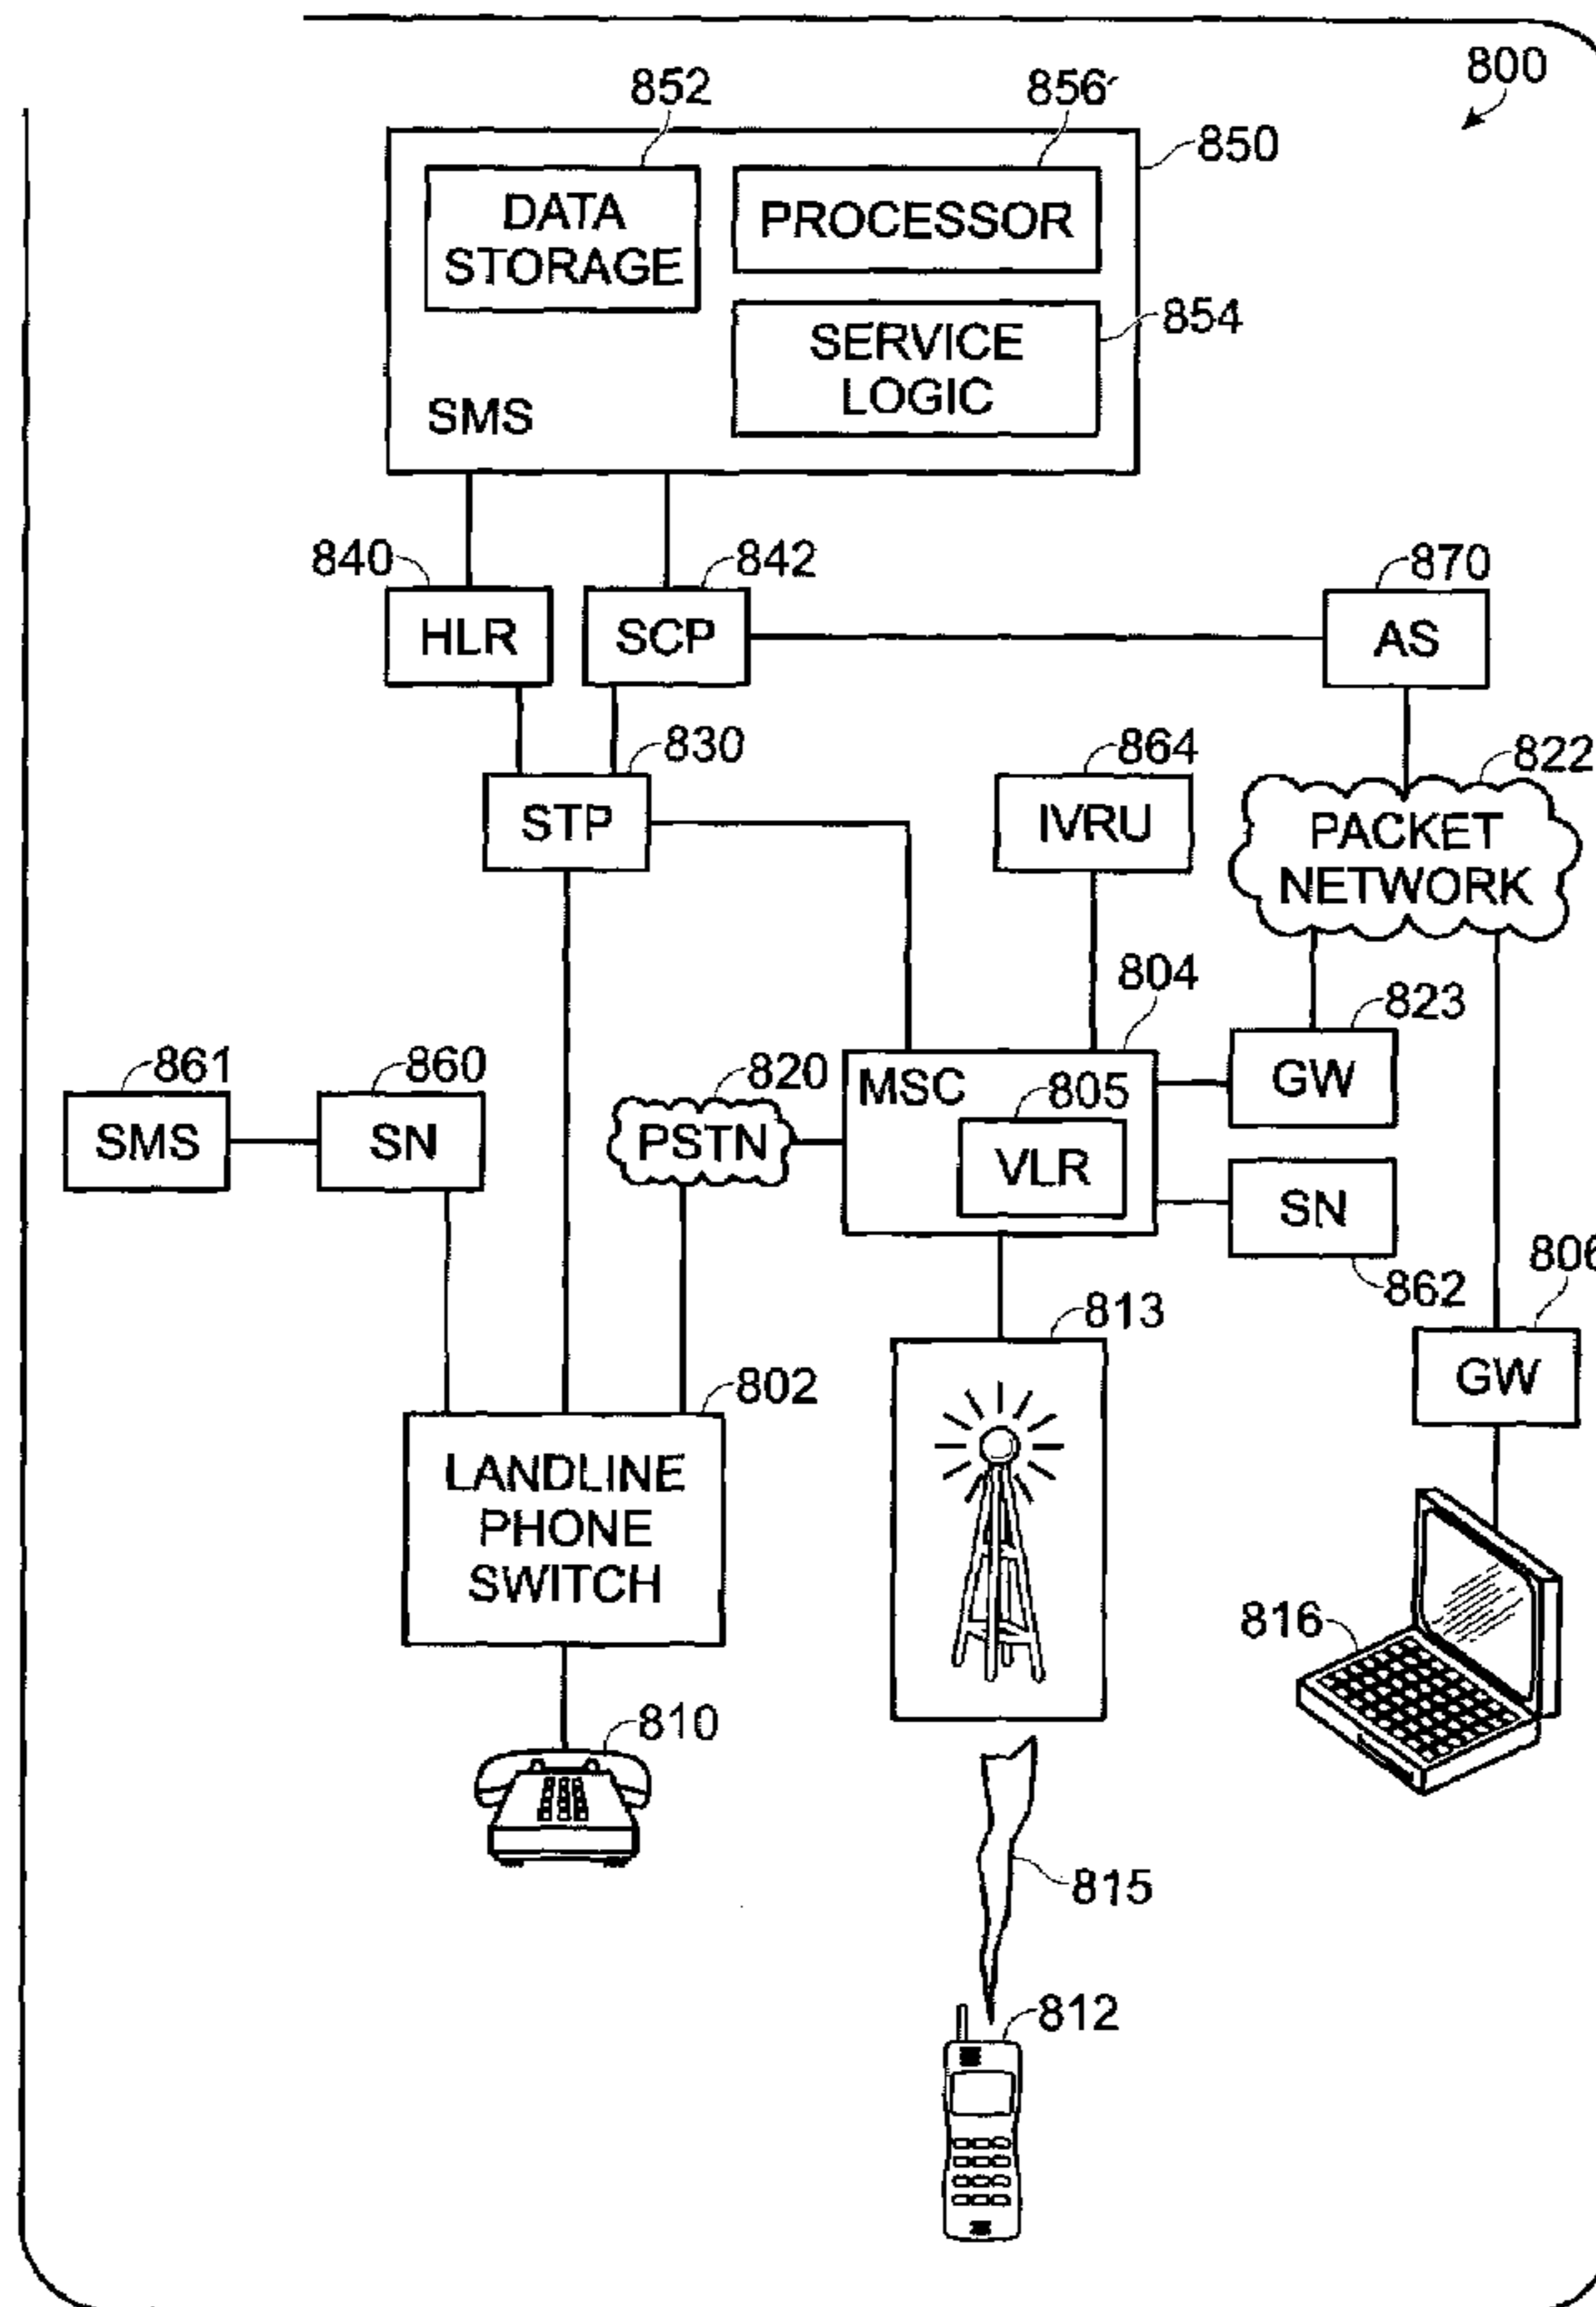 800
852
856
850
DATA
STORAGE
PROCESSOR
854
SERVICE
LOGIC
SMS
840
842
870
HLR
SCP
AS
830
864
822
STP
IVRU
PACKET
NETWORK
804
823
861
860
820
MSC
805
GW
SMS
SN
PSTN
VLR
SN
862
806
813
802
GW
LANDLINE
PHONE
SWITCH
816
810
815
812